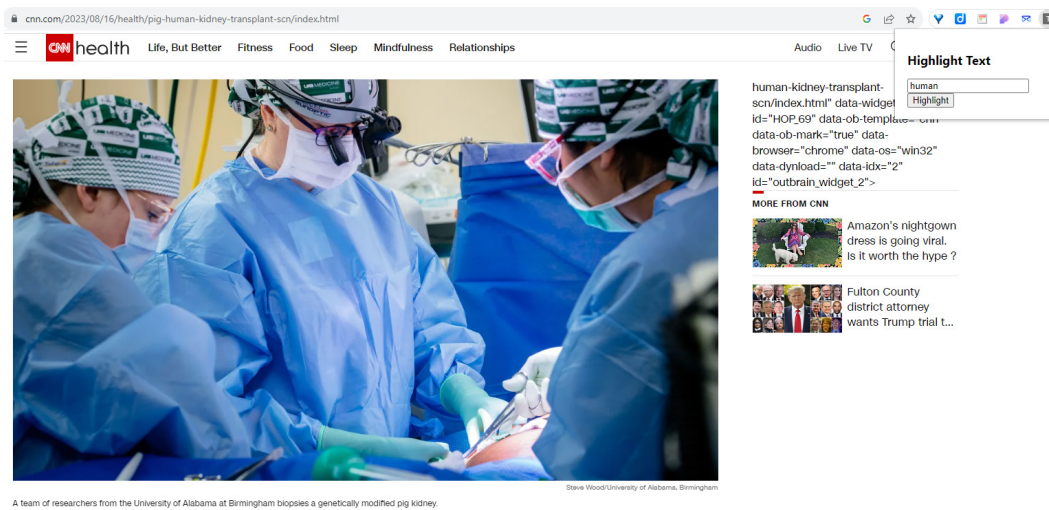 cnn.com/2023/08/16/health/pig-human-kidney-transplant-scn/index.html
CNN health Life, But Better Fitness Food Sleep Mindfulness Relationships Audio Live TV
Highlight Text
human
Highlight
human-kidney-transplant-
scn/index.html" data-widget
id="HOP_69" data-ob-template="cnn"
data-ob-mark="true" data-
browser="chrome" data-os="win32"
data-dynload="" data-idx="2"
id="outbrain_widget_2">
MORE FROM CNN
Amazon's nightgown
dress is going viral.
Is it worth the hype ?
Fulton County
district attorney
wants Trump trial t...
Steve Wood/University of Alabama, Birmingham
A team of researchers from the University of Alabama at Birmingham biopsies a genetically modified pig kidney.